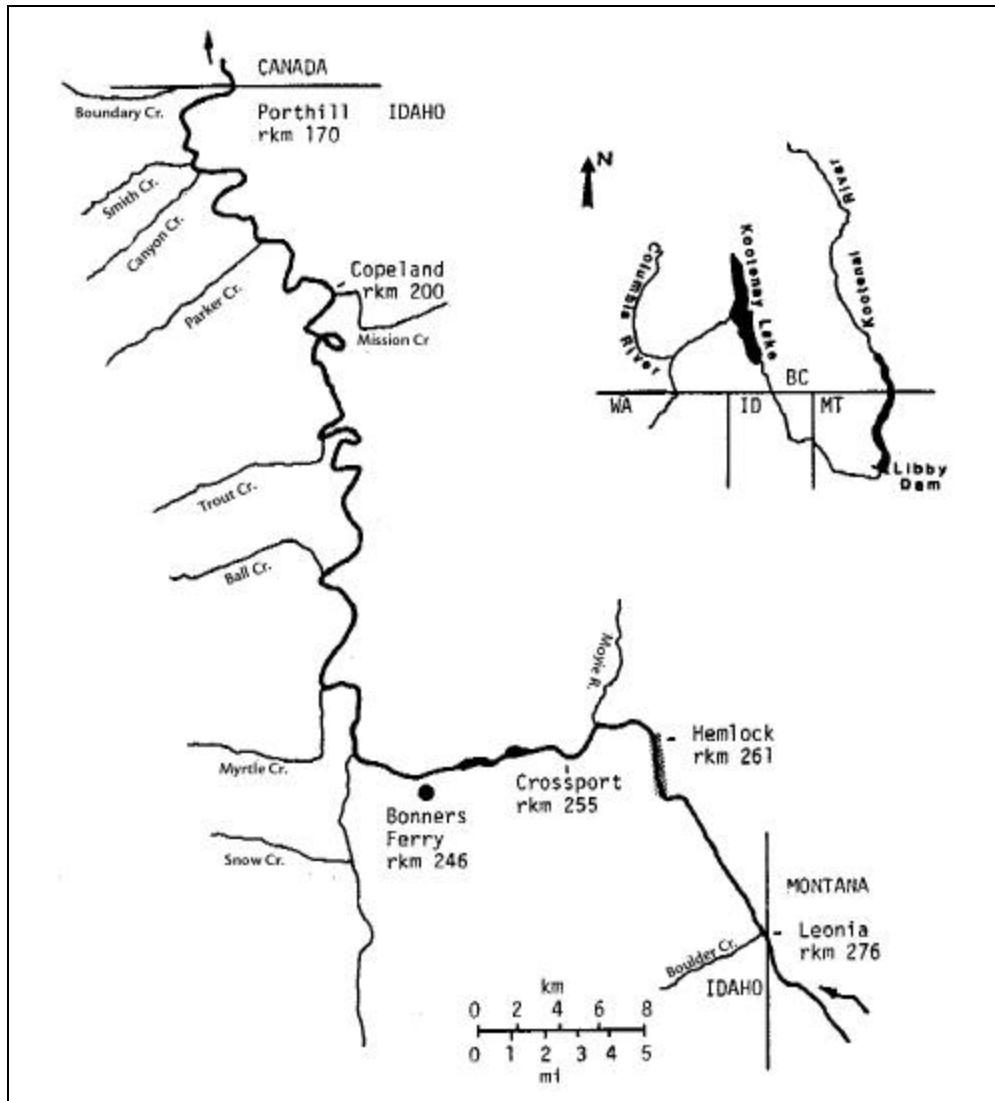 CANADA
Boundary Cr.
Porthill
rkm 170
IDAHO
Smith Cr.
Canyon Cr.
Parker Cr.
Copeland
rkm 200
Mission Cr
Trout Cr.
Ball Cr.
Myrtle Cr.
Snow Cr.
Bonners
Ferry
rkm 246
Crossport
rkm 255
Moyie R.
Hemlock
rkm 261
MONTANA
Leonia
rkm 276
Boulder Cr.
IDAHO
km
0 2 4 6 8
0 1 2 3 4 5
mi
N
Columbia
River
Kootenay Lake
River
Kootenai
BC
WA
ID
MT
Libby
Dam